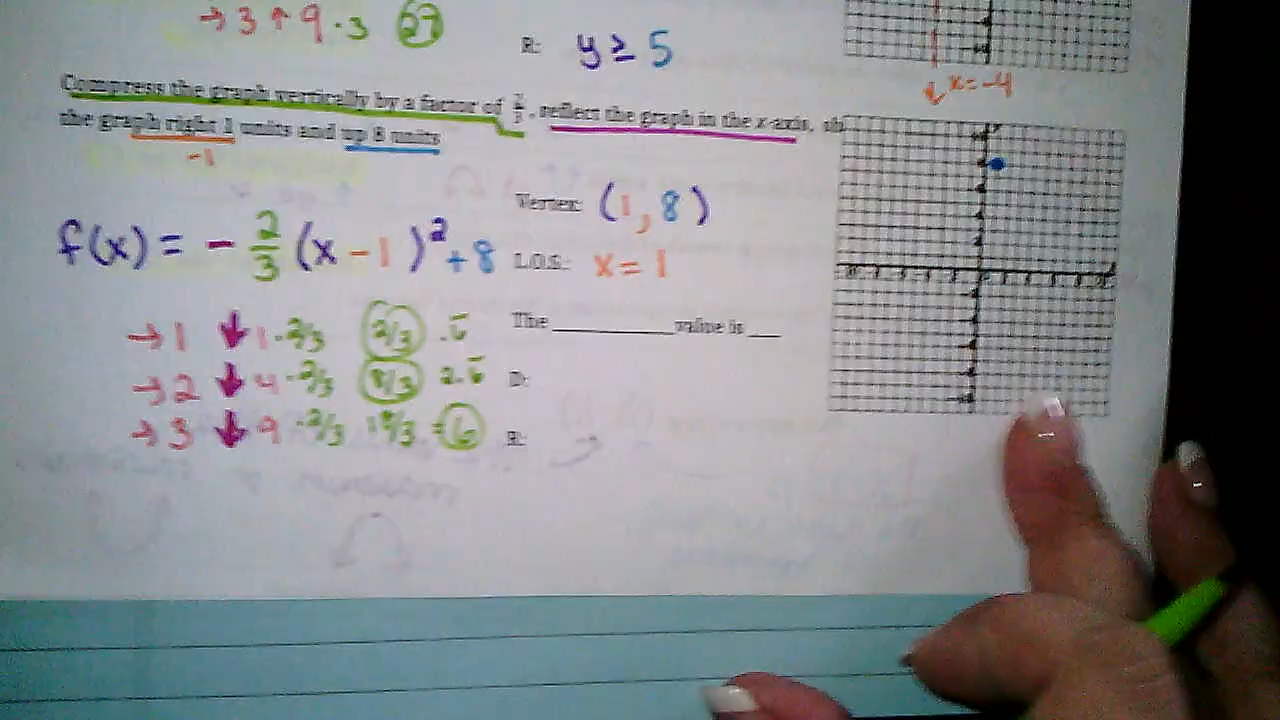 → 3 ↑ 9 · 3 27
R: y ≥ 5
x = -4
Compress the graph vertically by a factor of 2/3, reflect the graph in the x-axis, sh
the graph right 1 units and up 8 units
-1
Vertex: (1, 8)
f(x) = - 2/3 (x - 1 )² + 8
L.O.S.: x = 1
→ 1 ↓ 1 · 2/3 2/3 .6̅
The __________ value is ___
→ 2 ↓ 4 · 2/3 8/3 2.6̅
D:
→ 3 ↓ 9 · 2/3 18/3 = 6
R: